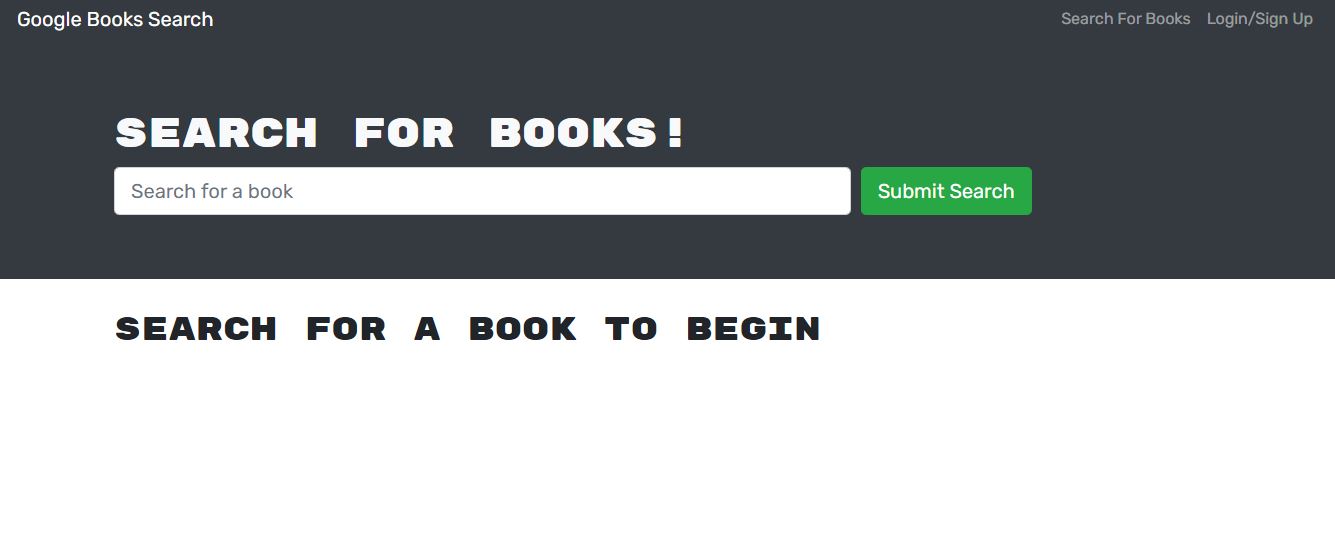 Google Books Search
Search For Books
Login/Sign Up
SEARCH FOR BOOKS!
Search for a book
Submit Search
SEARCH FOR A BOOK TO BEGIN